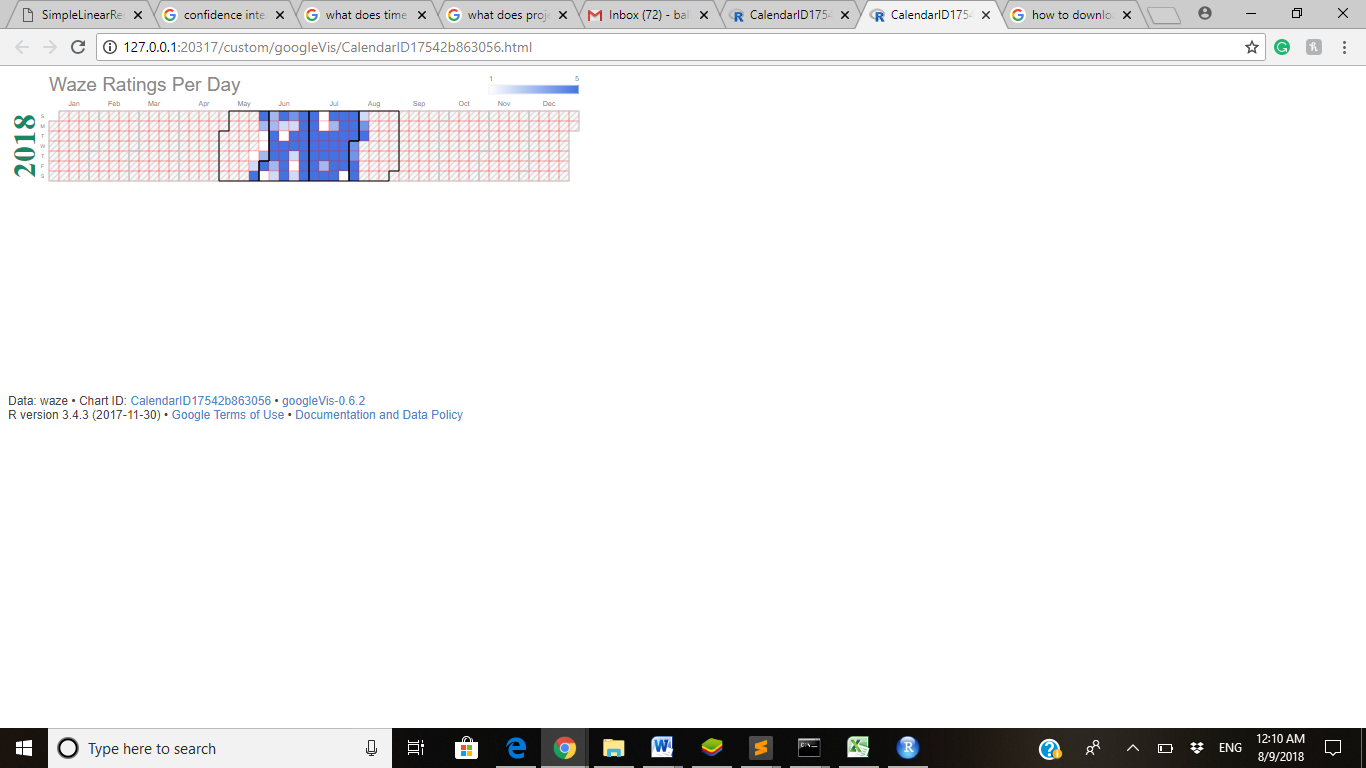 SimpleLinearRe
confidence inte
what does time
what does proj
Inbox (72) - bal
CalendarID1754
CalendarID1754
how to downlo
127.0.0.1:20317/custom/googleVis/CalendarID17542b863056.html
Waze Ratings Per Day
1 5
Jan Feb Mar Apr May Jun Jul Aug Sep Oct Nov Dec
2018
S
M
T
W
T
F
S
Data: waze • Chart ID: CalendarID17542b863056 • googleVis-0.6.2
R version 3.4.3 (2017-11-30) • Google Terms of Use • Documentation and Data Policy
Type here to search
ENG
12:10 AM
8/9/2018